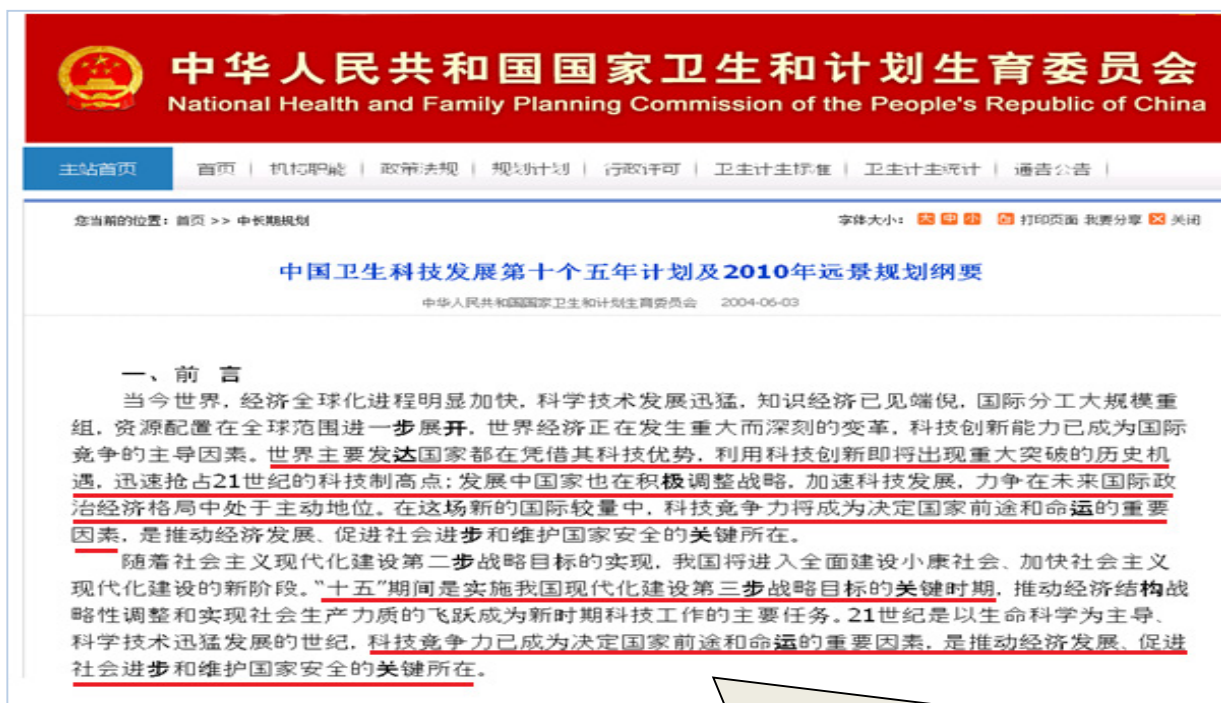 中华人民共和国国家卫生和计划生育委员会
National Health and Family Planning Commission of the People's Republic of China
主站首页 首页 | 机构职能 | 政策法规 | 规划计划 | 行政许可 | 卫生计生标准 | 卫生计生统计 | 通告公告 |
您当前的位置：首页 >> 中长期规划 字体大小： 大 中 小 打印页面 我要分享 关闭
中国卫生科技发展第十个五年计划及2010年远景规划纲要
中华人民共和国国家卫生和计划生育委员会 2004-06-03
一、前 言
当今世界，经济全球化进程明显加快，科学技术发展迅猛，知识经济已见端倪，国际分工大规模重
组，资源配置在全球范围进一步展开，世界经济正在发生重大而深刻的变革，科技创新能力已成为国际
竞争的主导因素。世界主要发达国家都在凭借其科技优势，利用科技创新即将出现重大突破的历史机
遇，迅速抢占21世纪的科技制高点；发展中国家也在积极调整战略，加速科技发展，力争在未来国际政
治经济格局中处于主动地位。在这场新的国际较量中，科技竞争力将成为决定国家前途和命运的重要
因素，是推动经济发展、促进社会进步和维护国家安全的关键所在。
随着社会主义现代化建设第二步战略目标的实现，我国将进入全面建设小康社会、加快社会主义
现代化建设的新阶段。“十五”期间是实施我国现代化建设第三步战略目标的关键时期，推动经济结构战
略性调整和实现社会生产力质的飞跃成为新时期科技工作的主要任务。21世纪是以生命科学为主导、
科学技术迅猛发展的世纪，科技竞争力已成为决定国家前途和命运的重要因素，是推动经济发展、促进
社会进步和维护国家安全的关键所在。